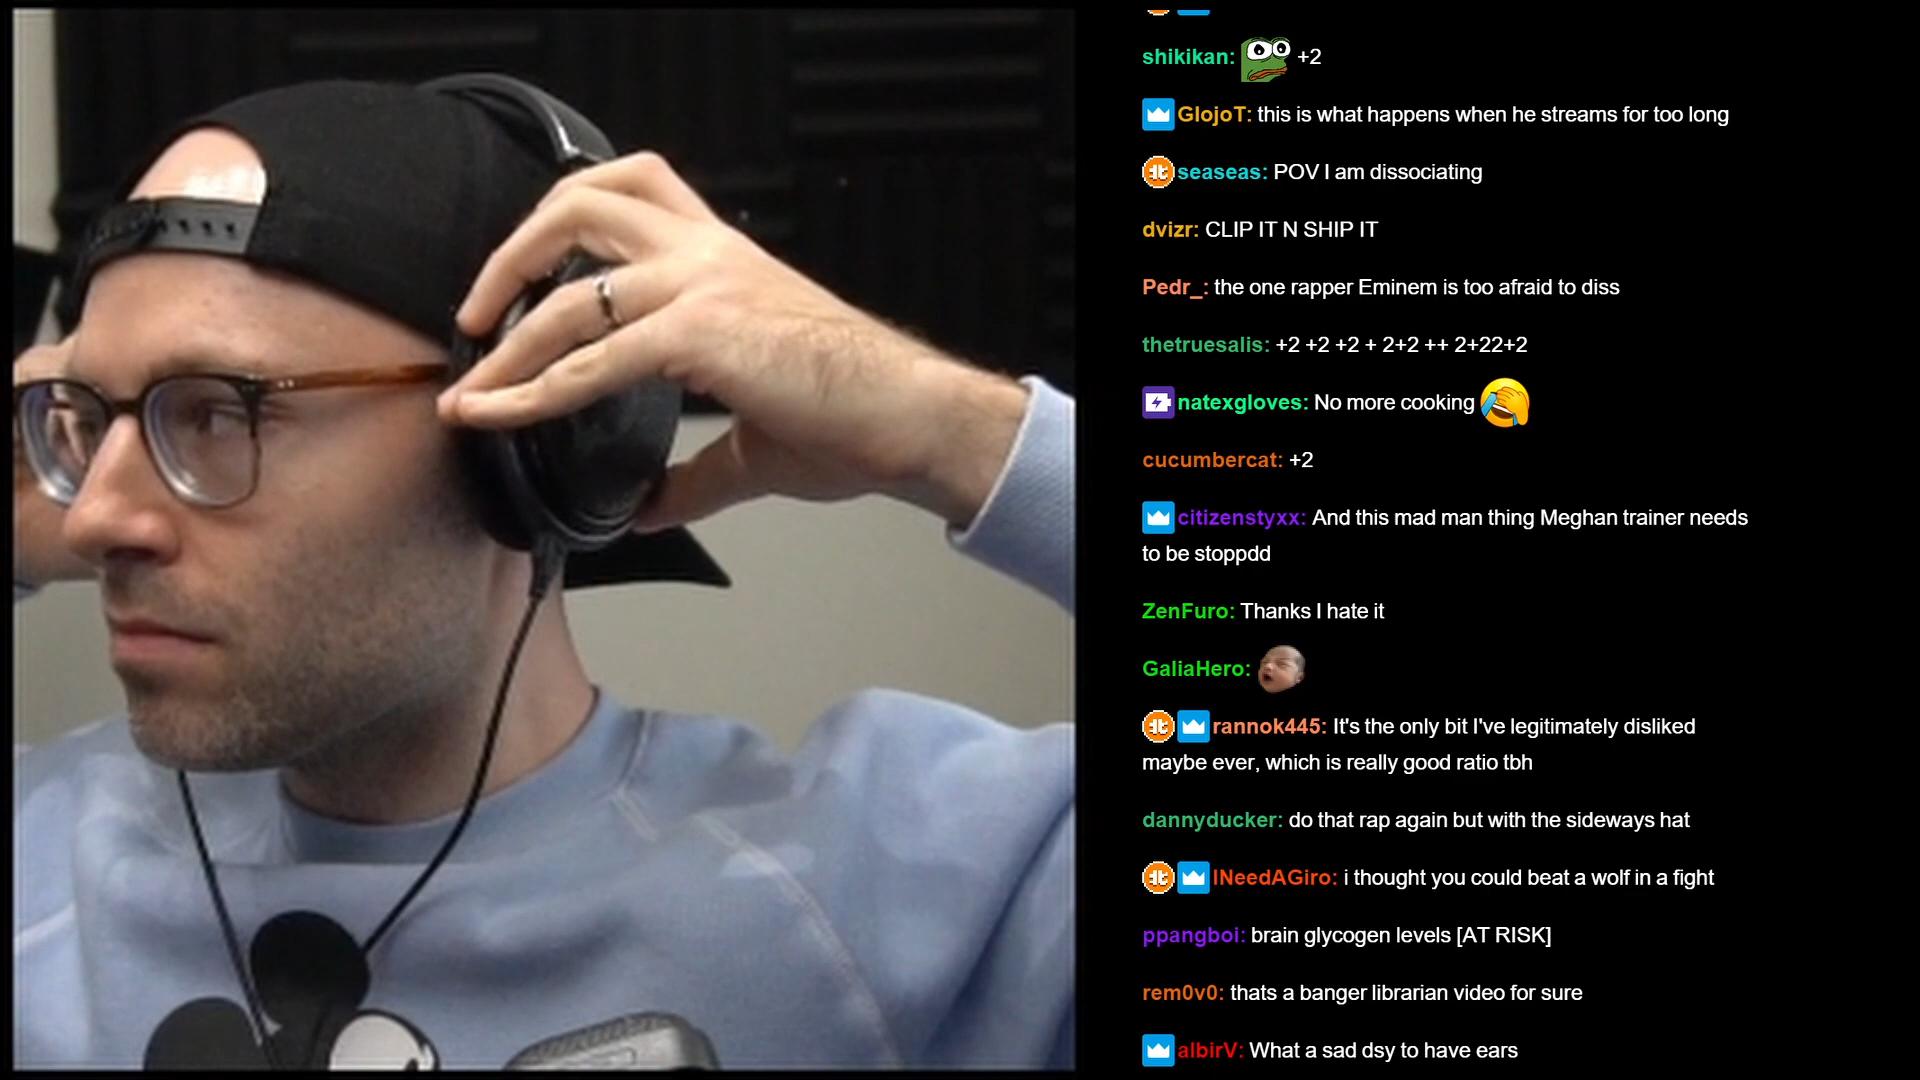 shikikan: +2
GlojoT: this is what happens when he streams for too long
seaseas: POV I am dissociating
dvizr: CLIP IT N SHIP IT
Pedr_: the one rapper Eminem is too afraid to diss
thetruesalis: +2 +2 +2 + 2+2 ++ 2+22+2
natexgloves: No more cooking
cucumbercat: +2
citizenstyxx: And this mad man thing Meghan trainer needs
to be stoppdd
ZenFuro: Thanks I hate it
GaliaHero:
rannok445: It's the only bit I've legitimately disliked
maybe ever, which is really good ratio tbh
dannyducker: do that rap again but with the sideways hat
INeedAGiro: i thought you could beat a wolf in a fight
ppangboi: brain glycogen levels [AT RISK]
rem0v0: thats a banger librarian video for sure
albirV: What a sad dsy to have ears